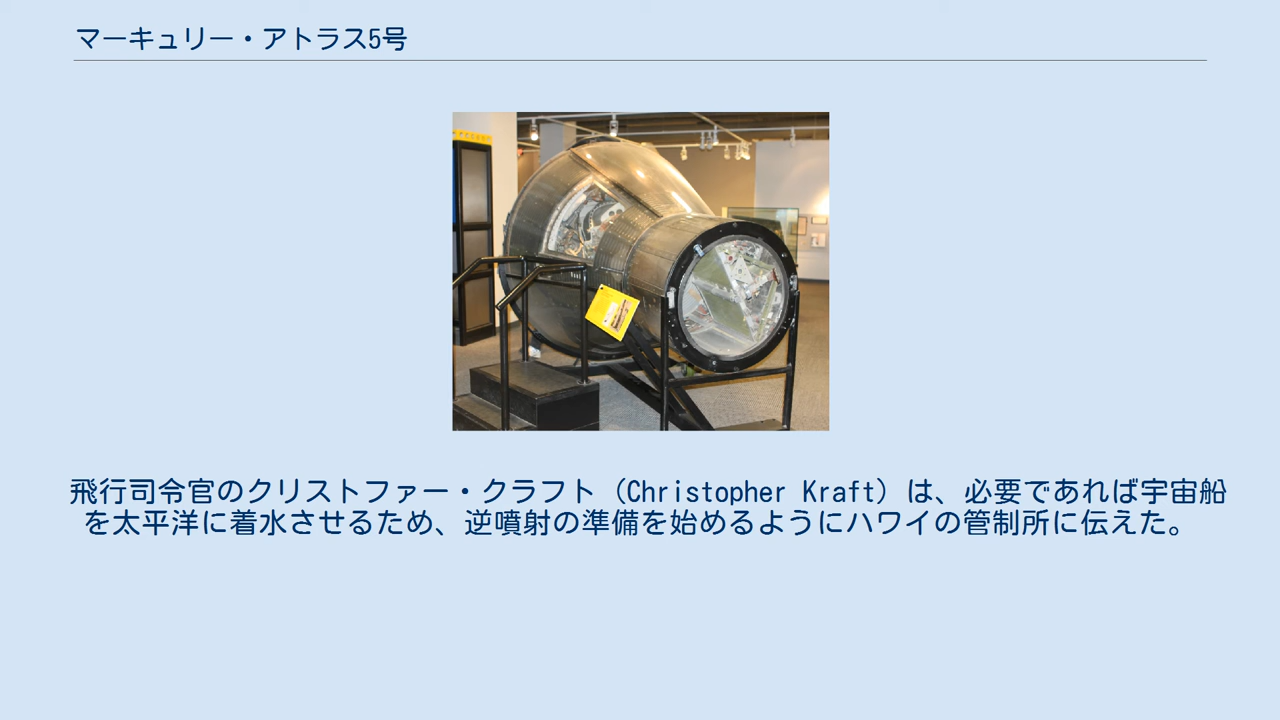 マーキュリー・アトラス5号
飛行司令官のクリストファー・クラフト（Christopher Kraft）は、必要であれば宇宙船
を太平洋に着水させるため、逆噴射の準備を始めるようにハワイの管制所に伝えた。